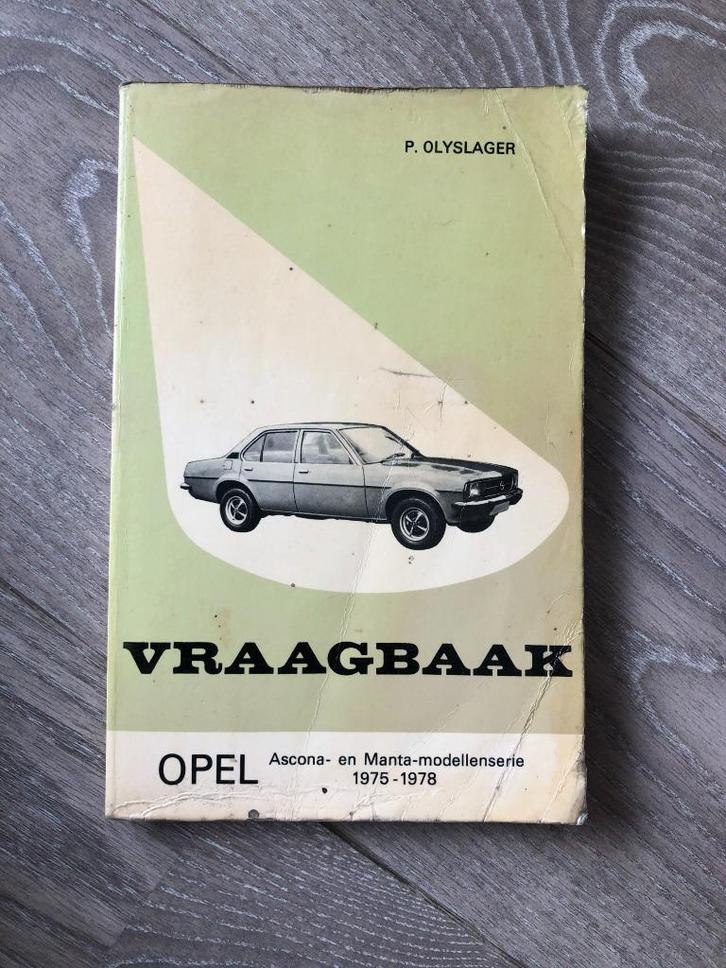 P. OLYSLAGER
VRAAGBAAK
OPEL Ascona- en Manta-modellenserie
1975-1978